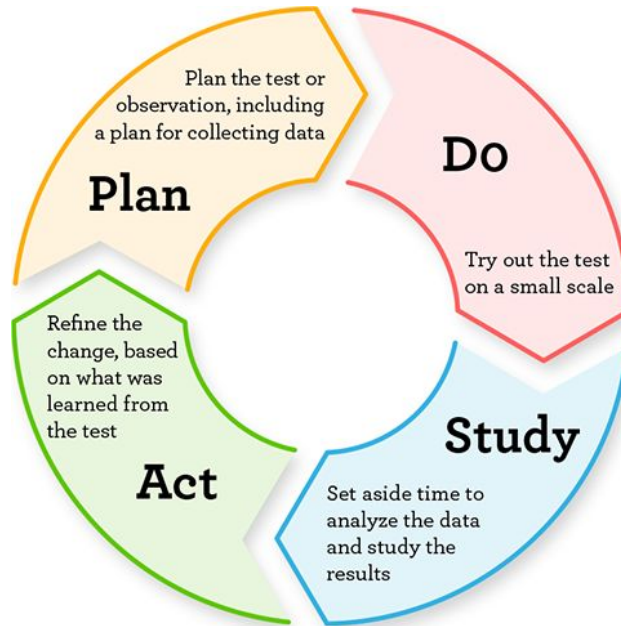 Plan the test or
observation, including
a plan for collecting data
Plan
Do
Try out the test
on a small scale
Study
Set aside time to
analyze the data
and study the
results
Refine the
change, based
on what was
learned from
the test
Act